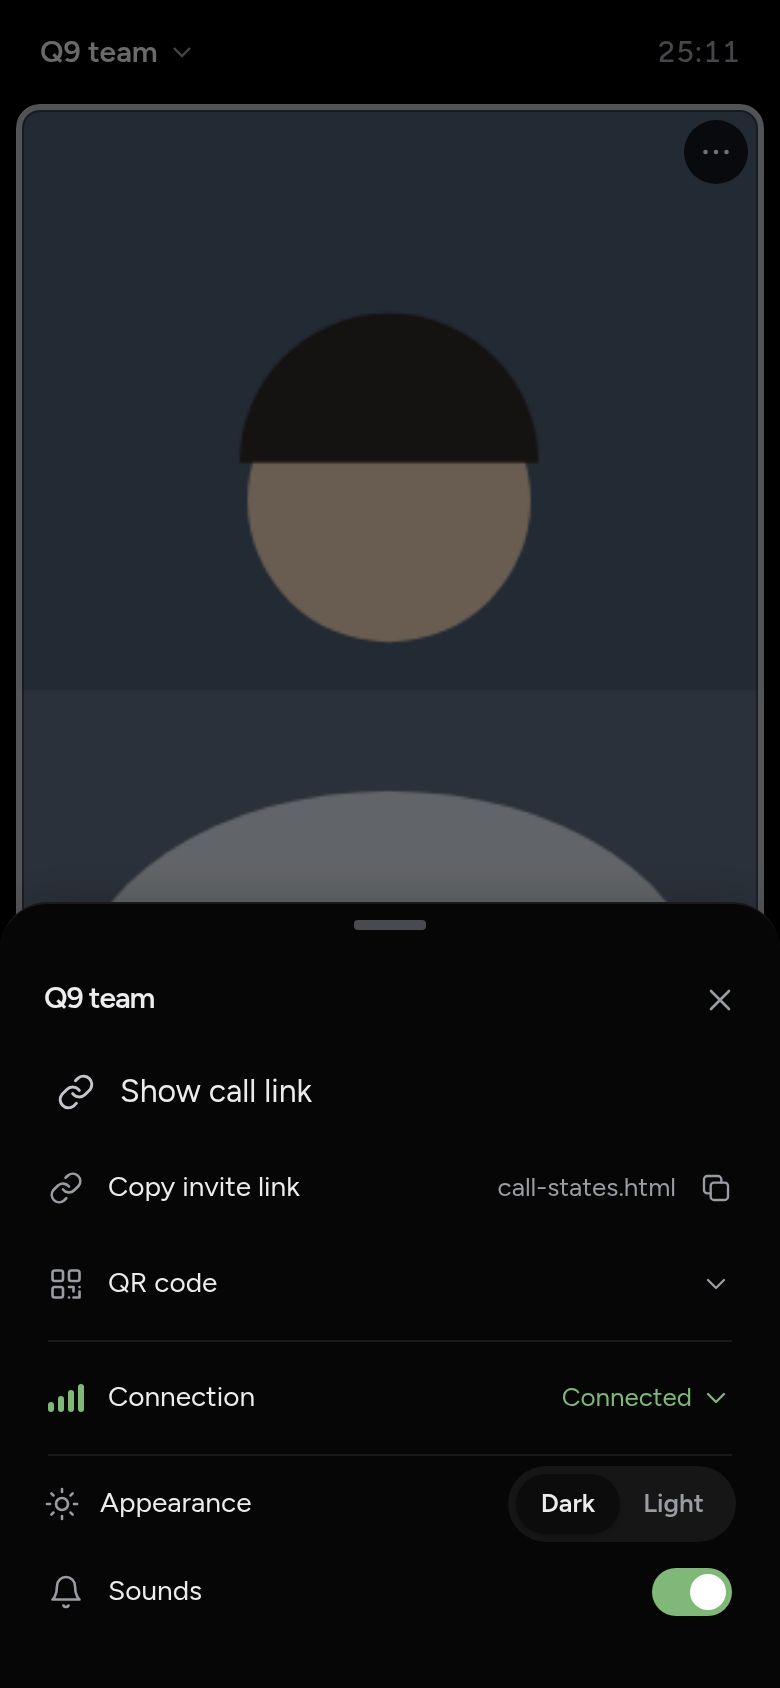 Q9 team
25:11
Q9 team
Show call link
Copy invite link call-states.html
QR code
Connection Connected
Appearance Dark Light
Sounds